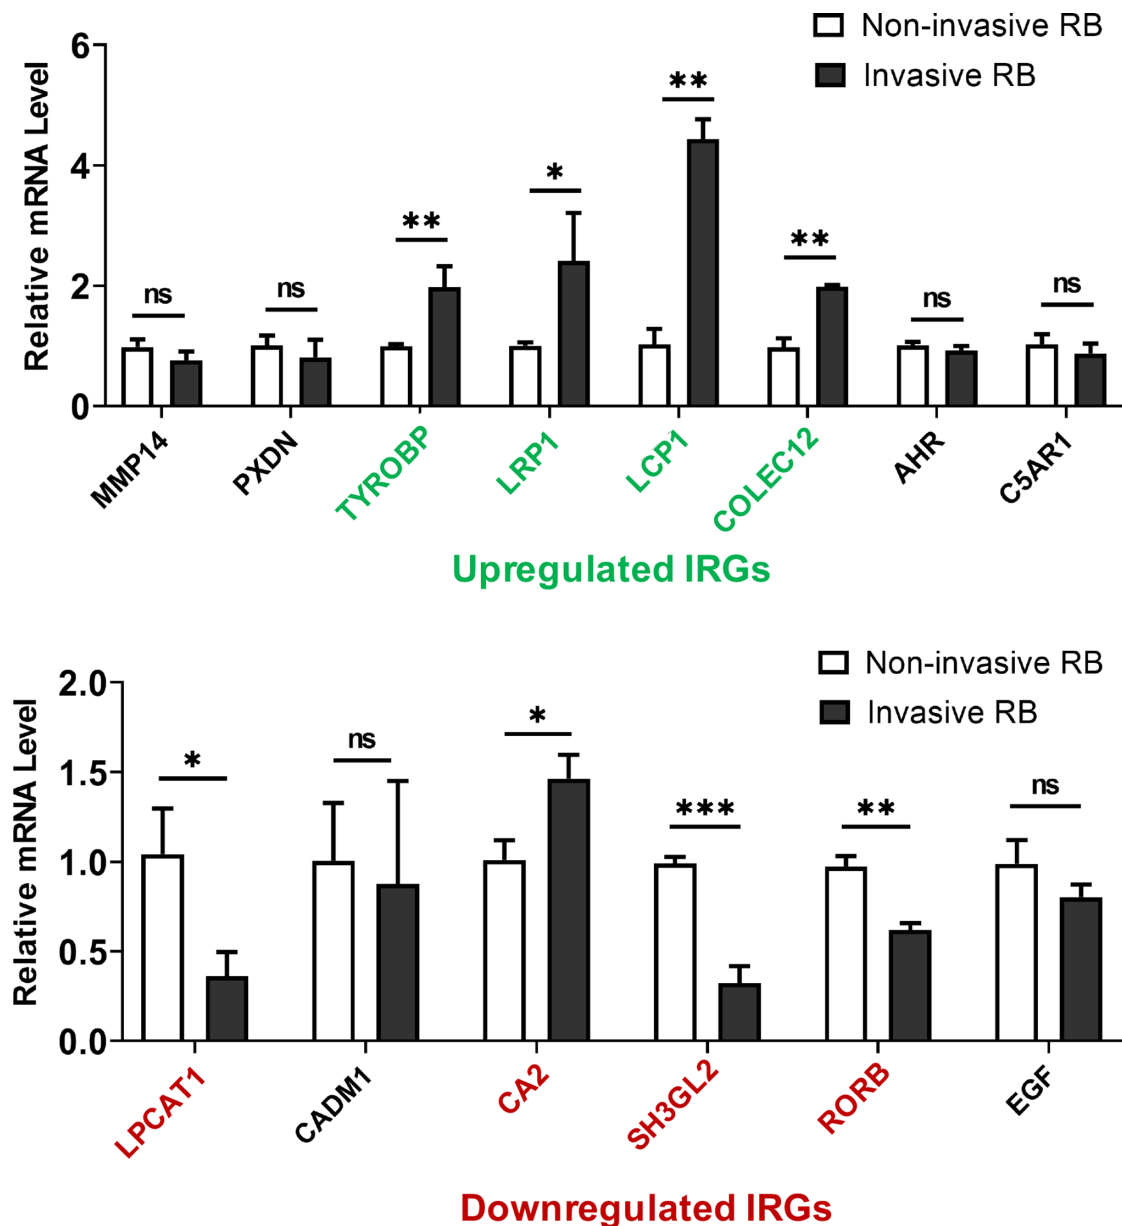 Non-invasive RB
Invasive RB
Relative mRNA Level
6
4
2
0
ns
ns
**
*
**
**
ns
ns
MMP14
PXDN
TYROBP
LRP1
LCP1
COLEC12
AHR
C5AR1
Upregulated IRGs
Non-invasive RB
Invasive RB
Relative mRNA Level
2.0
1.5
1.0
0.5
0.0
*
ns
*
***
**
ns
LPCAT1
CADM1
CA2
SH3GL2
RORB
EGF
Downregulated IRGs